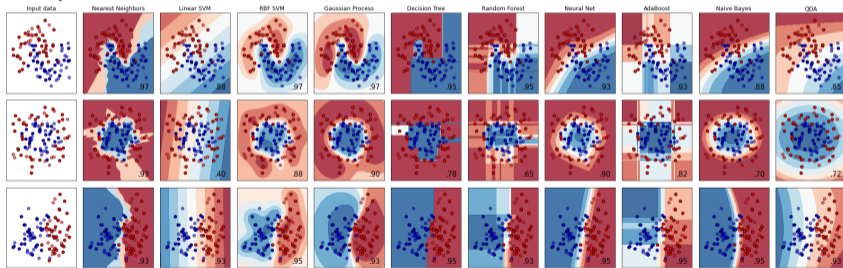 Input data Nearest Neighbors Linear SVM RBF SVM Gaussian Process Decision Tree Random Forest Neural Net AdaBoost Naive Bayes QDA
.97 .88 .97 .97 .95 .95 .93 .93 .88 .85
.93 .40 .88 .90 .78 .65 .90 .82 .70 .72
.93 .93 .95 .93 .95 .93 .95 .95 .95 .93